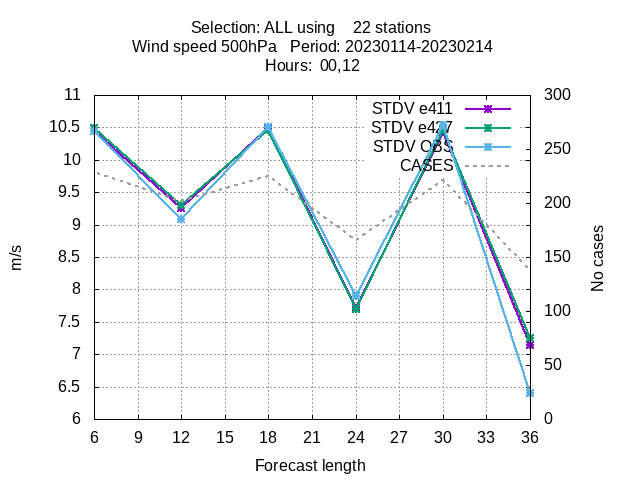 Selection: ALL using    22 stations
Wind speed 500hPa   Period: 20230114-20230214
Hours:  00,12
11
10.5
10
9.5
9
8.5
8
7.5
7
6.5
6
m/s
STDV e411
STDV e427
STDV OBS
CASES
300
250
200
150
100
50
0
No cases
6 9 12 15 18 21 24 27 30 33 36
Forecast length